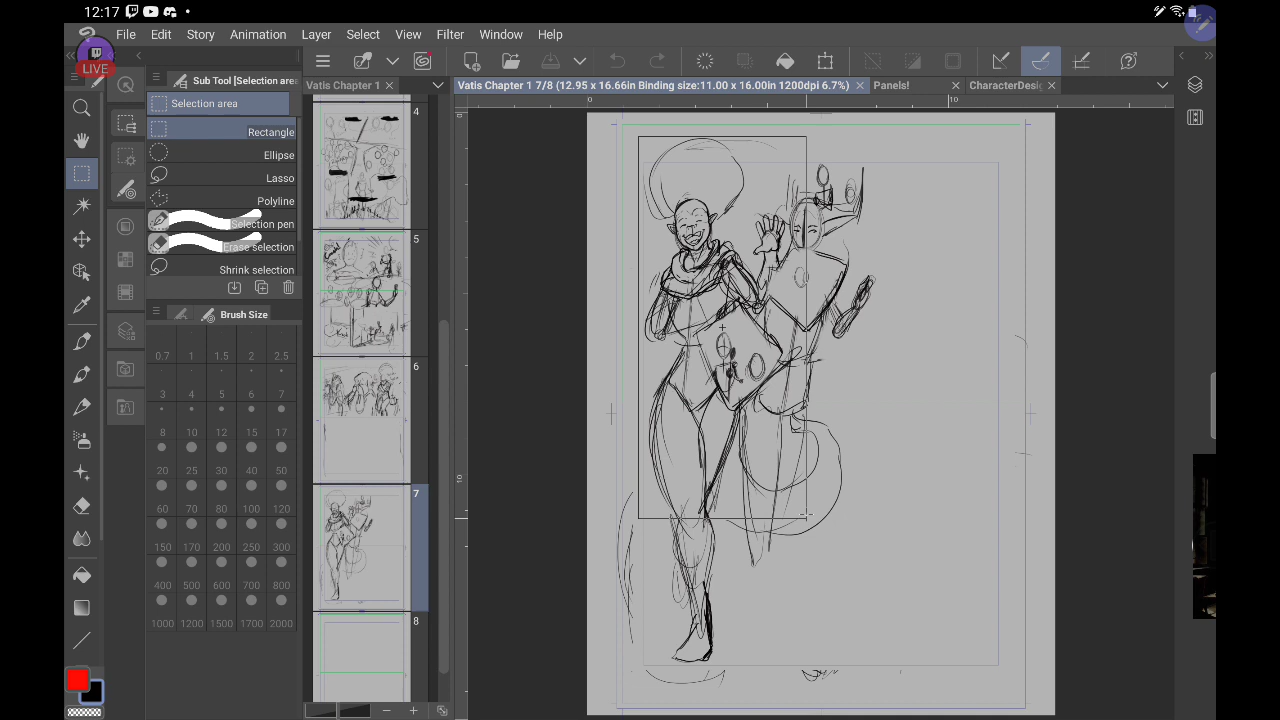 12:17
File Edit Story Animation Layer Select View Filter Window Help
LIVE
Sub Tool [Selection area
Vatis Chapter 1
Vatis Chapter 1 7/8 (12.95 x 16.66in Binding size:11.00 x 16.00in 1200dpi 6.7%)
Panels!
CharacterDesig
Selection area
Rectangle
Ellipse
Lasso
Polyline
Selection pen
Erase selection
Shrink selection
Brush Size
0.7 1 1.5 2 2.5
3 4 5 6 7
8 10 12 15 17
20 25 30 40 50
60 70 80 100 120
150 170 200 250 300
400 500 600 700 800
1000 1200 1500 1700 2000
4
5
6
7
8
0 10
0
10